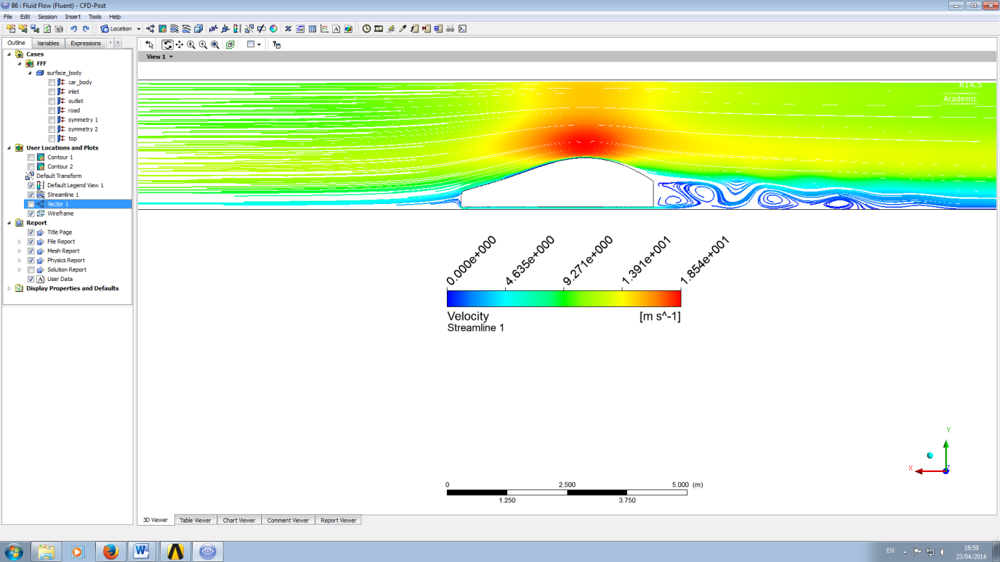 B6 : Fluid Flow (Fluent) - CFD-Post
File Edit Session Insert Tools Help
Location
Outline Variables Expressions
View 1
Cases
FFF
surface_body
car_body
inlet
outlet
road
symmetry 1
symmetry 2
top
User Locations and Plots
Contour 1
Contour 2
Default Transform
Default Legend View 1
Streamline 1
Vector 1
Wireframe
Report
Title Page
File Report
Mesh Report
Physics Report
Solution Report
User Data
Display Properties and Defaults
R14.5
Academic
0.000e+000 4.635e+000 9.271e+000 1.391e+001 1.854e+001
Velocity [m s^-1]
Streamline 1
Y
X Z
0 2.500 5.000 (m)
1.250 3.750
3D Viewer Table Viewer Chart Viewer Comment Viewer Report Viewer
EN 18:59
23/04/2014